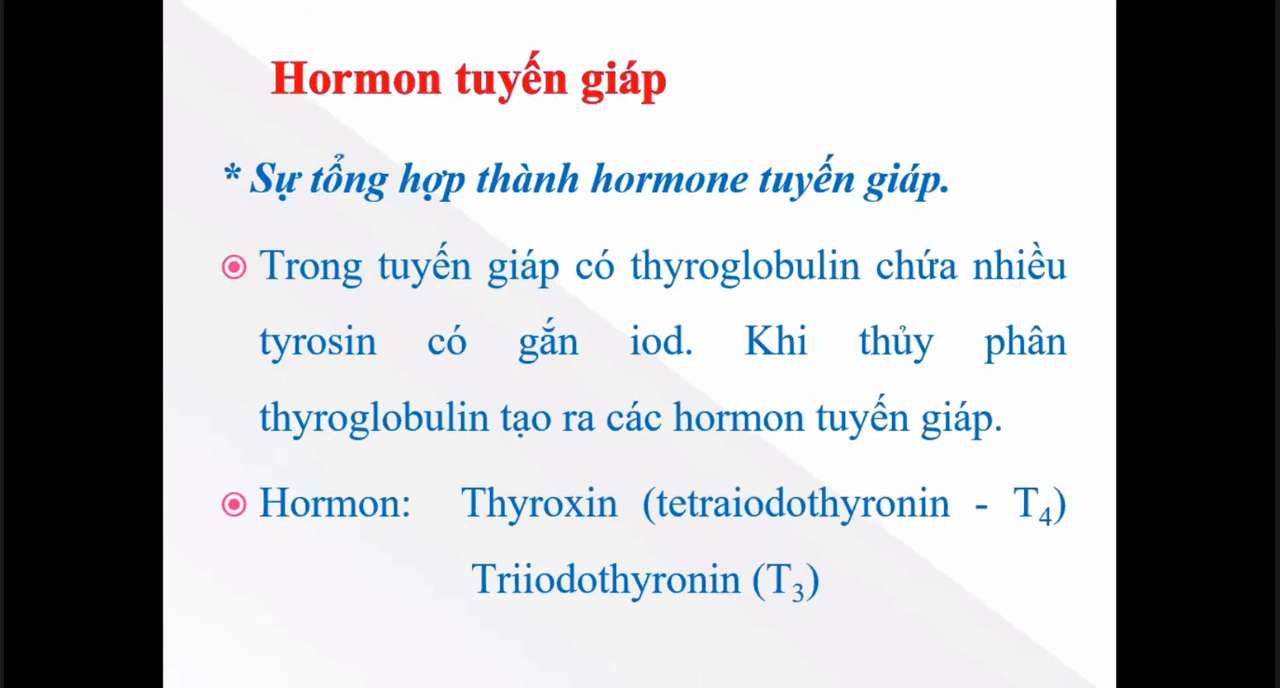 Hormon tuyến giáp
* Sự tổng hợp thành hormone tuyến giáp.
Trong tuyến giáp có thyroglobulin chứa nhiều
tyrosin có gắn iod. Khi thủy phân
thyroglobulin tạo ra các hormon tuyến giáp.
Hormon: Thyroxin (tetraiodothyronin - T₄)
Triiodothyronin (T₃)